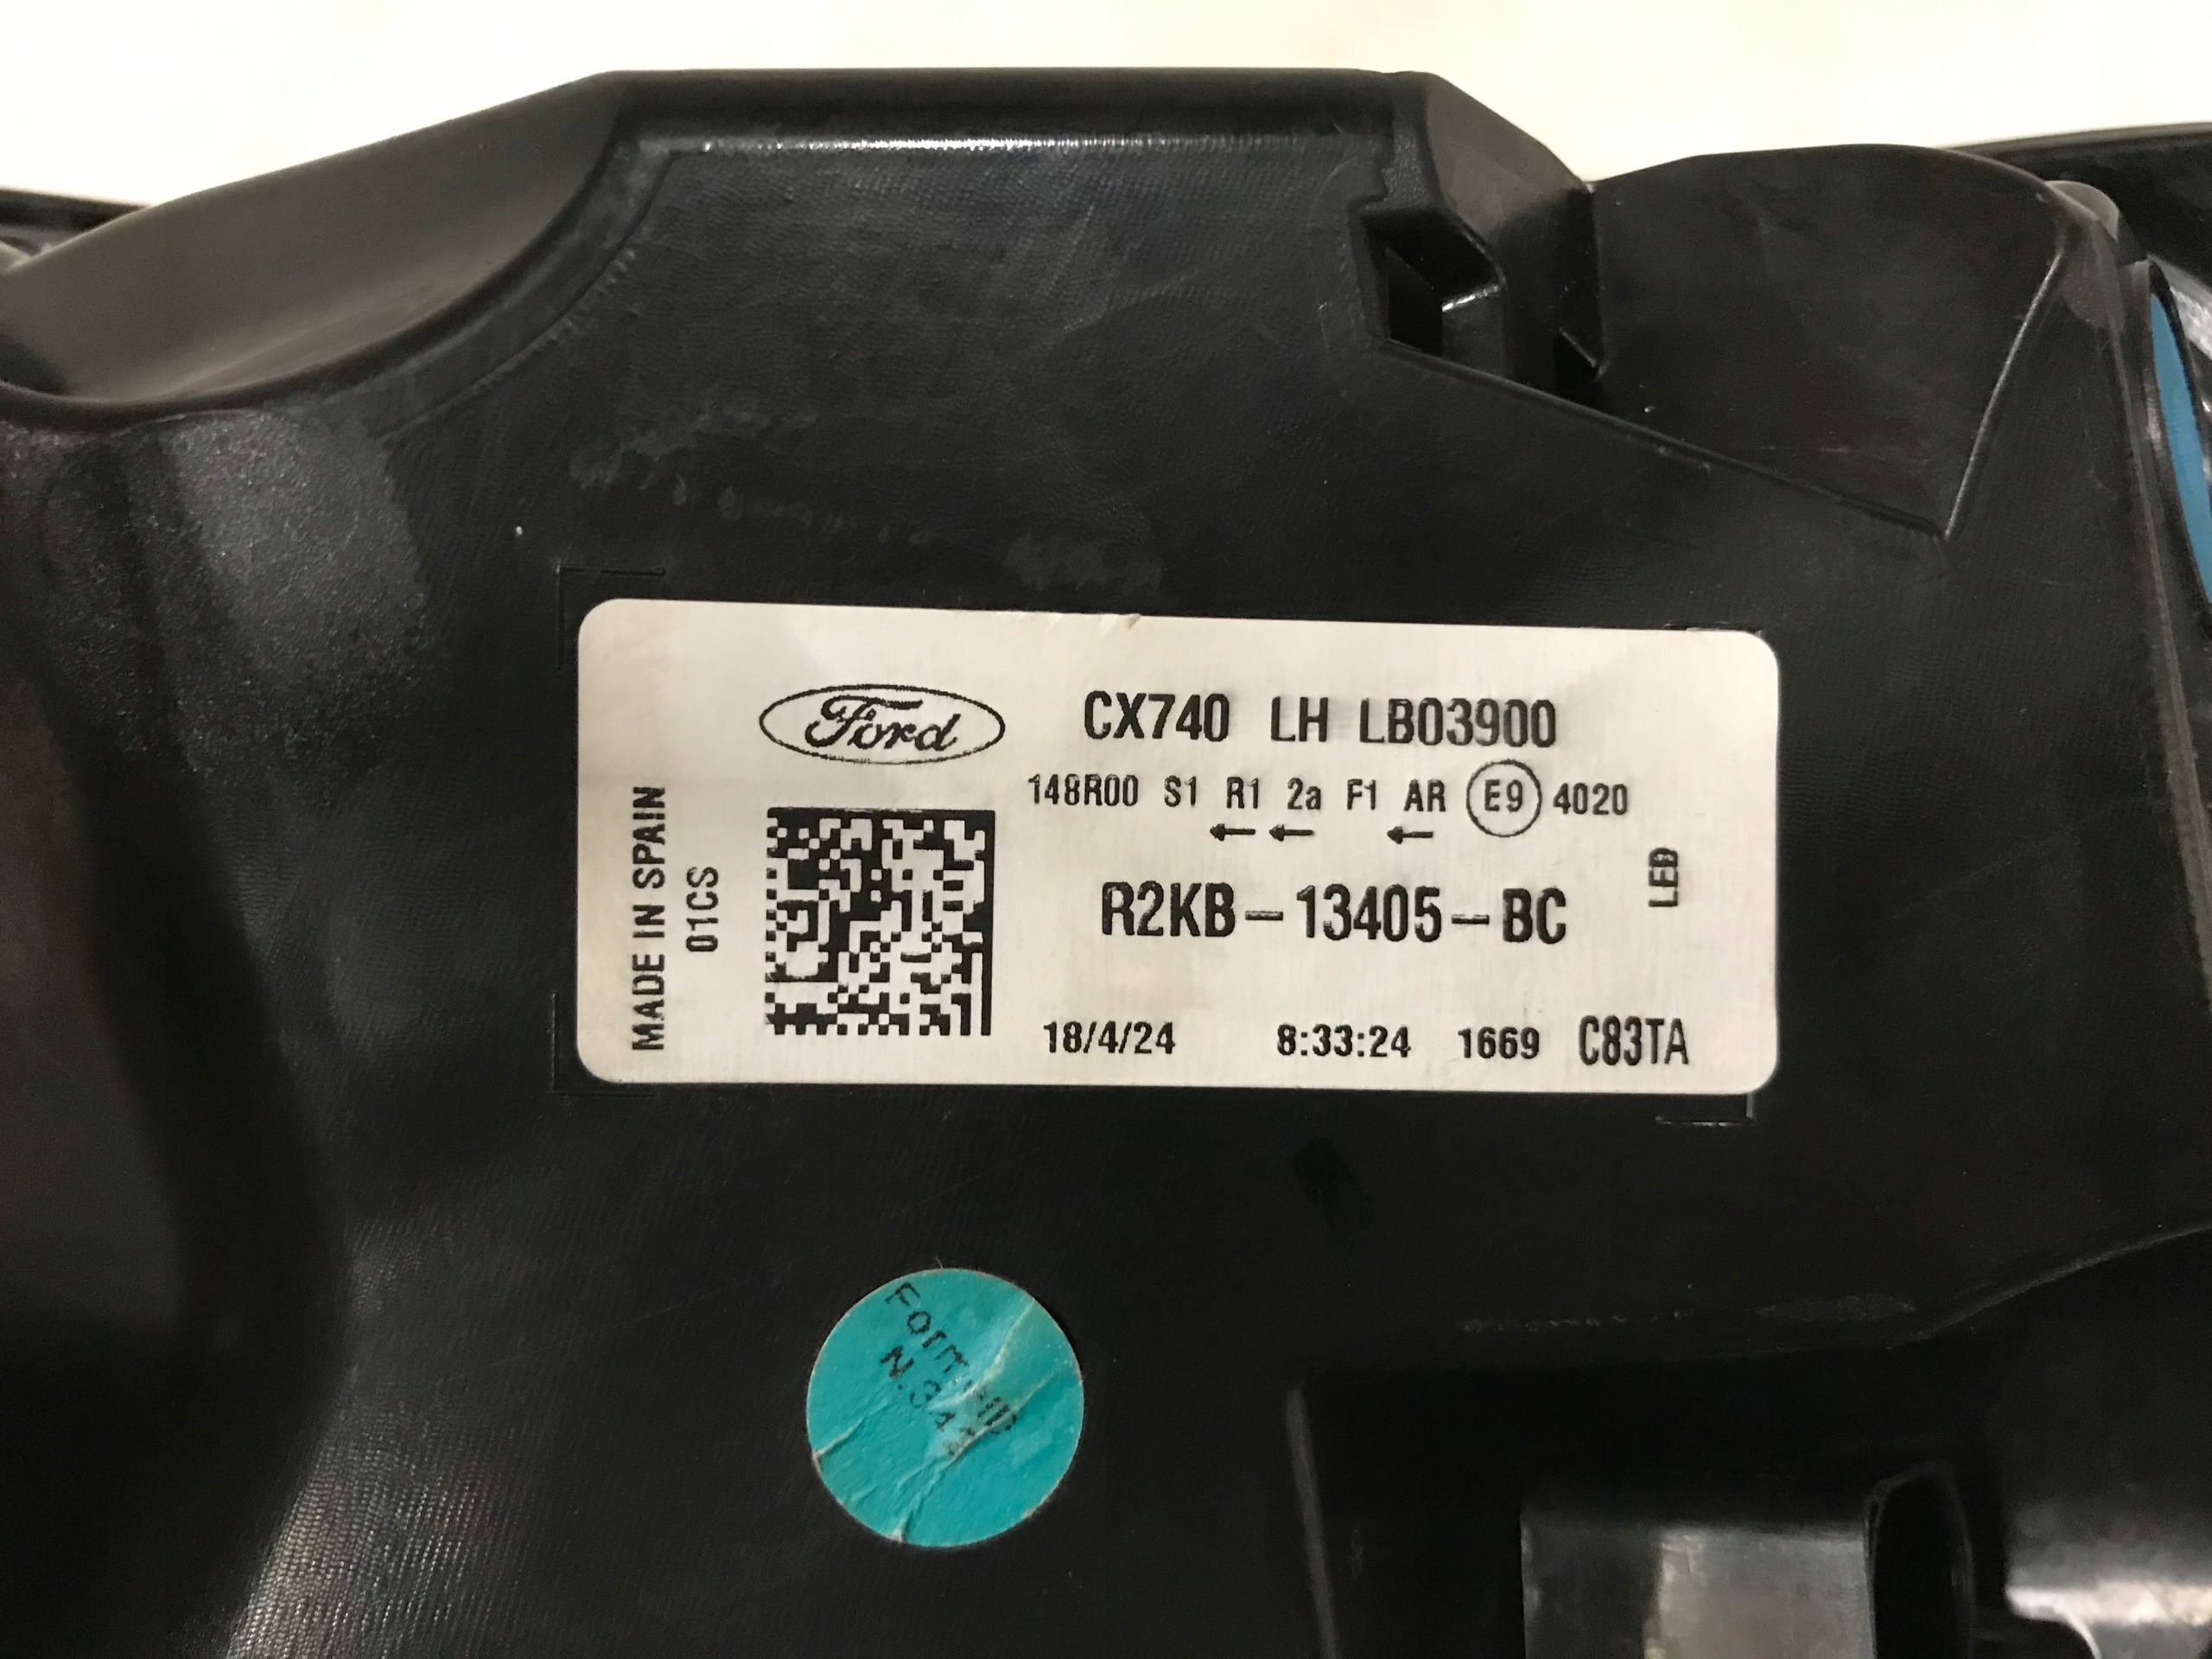 Ford
CX740 LH LB03900
148R00 S1 R1 2a F1 AR E9 4020
← ← ←
MADE IN SPAIN
01CS
R2KB-13405-BC
LED
18/4/24 8:33:24 1669 C83TA